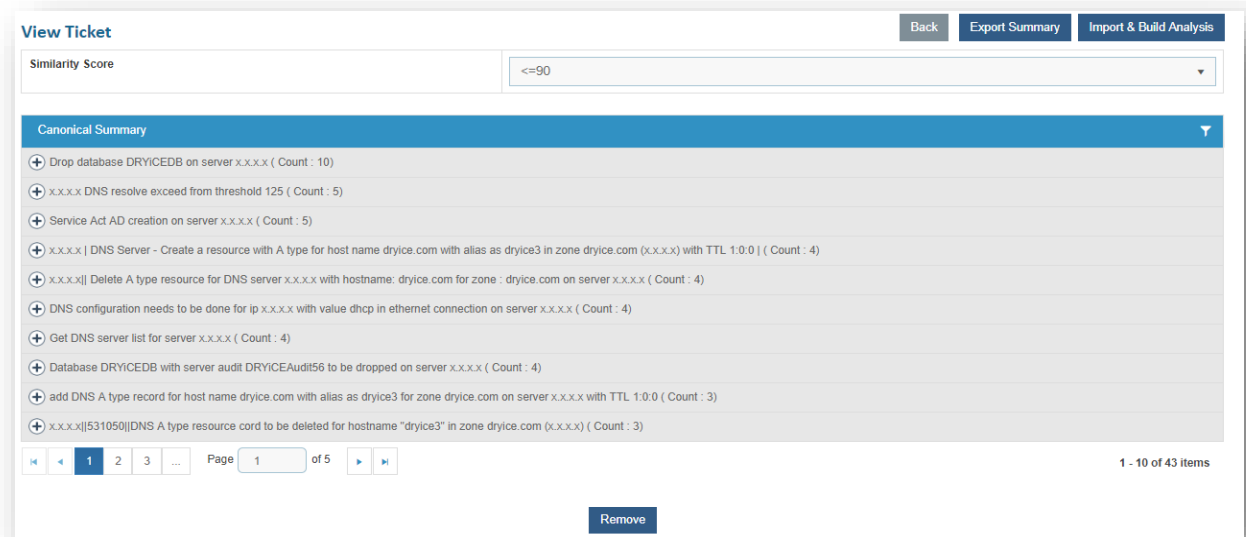 View Ticket
Back
Export Summary
Import & Build Analysis
Similarity Score
<=90
Canonical Summary
Drop database DRYiCEDB on server x.x.x.x ( Count : 10)
x.x.x.x DNS resolve exceed from threshold 125 ( Count : 5)
Service Act AD creation on server x.x.x.x ( Count : 5)
x.x.x.x | DNS Server - Create a resource with A type for host name dryice.com with alias as dryice3 in zone dryice.com (x.x.x.x) with TTL 1:0:0 | ( Count : 4)
x.x.x.x|| Delete A type resource for DNS server x.x.x.x with hostname: dryice.com for zone : dryice.com on server x.x.x.x ( Count : 4)
DNS configuration needs to be done for ip x.x.x.x with value dhcp in ethernet connection on server x.x.x.x ( Count : 4)
Get DNS server list for server x.x.x.x ( Count : 4)
Database DRYiCEDB with server audit DRYiCEAudit56 to be dropped on server x.x.x.x ( Count : 4)
add DNS A type record for host name dryice.com with alias as dryice3 for zone dryice.com on server x.x.x.x with TTL 1:0:0 ( Count : 3)
x.x.x.x||531050||DNS A type resource cord to be deleted for hostname "dryice3" in zone dryice.com (x.x.x.x) ( Count : 3)
1 2 3 ... Page 1 of 5
1 - 10 of 43 items
Remove